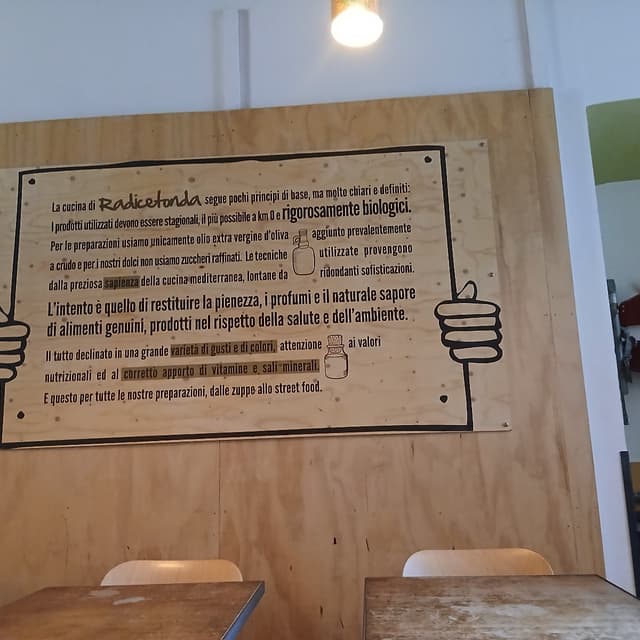 La cucina di Radicetonda segue pochi principi di base, ma molto chiari e definiti:
I prodotti utilizzati devono essere stagionali, il più possibile a km 0 e rigorosamente biologici.
Per le preparazioni usiamo unicamente olio extra vergine d'oliva aggiunto prevalentemente
a crudo e per i nostri dolci non usiamo zuccheri raffinati. Le tecniche utilizzate provengono
dalla preziosa sapienza della cucina mediterranea, lontane da ridondanti sofisticazioni.
L'intento è quello di restituire la pienezza, i profumi e il naturale sapore
di alimenti genuini, prodotti nel rispetto della salute e dell'ambiente.
Il tutto declinato in una grande varietà di gusti e di colori, attenzione ai valori
nutrizionali ed al corretto apporto di vitamine e sali minerali.
E questo per tutte le nostre preparazioni, dalle zuppe allo street food.